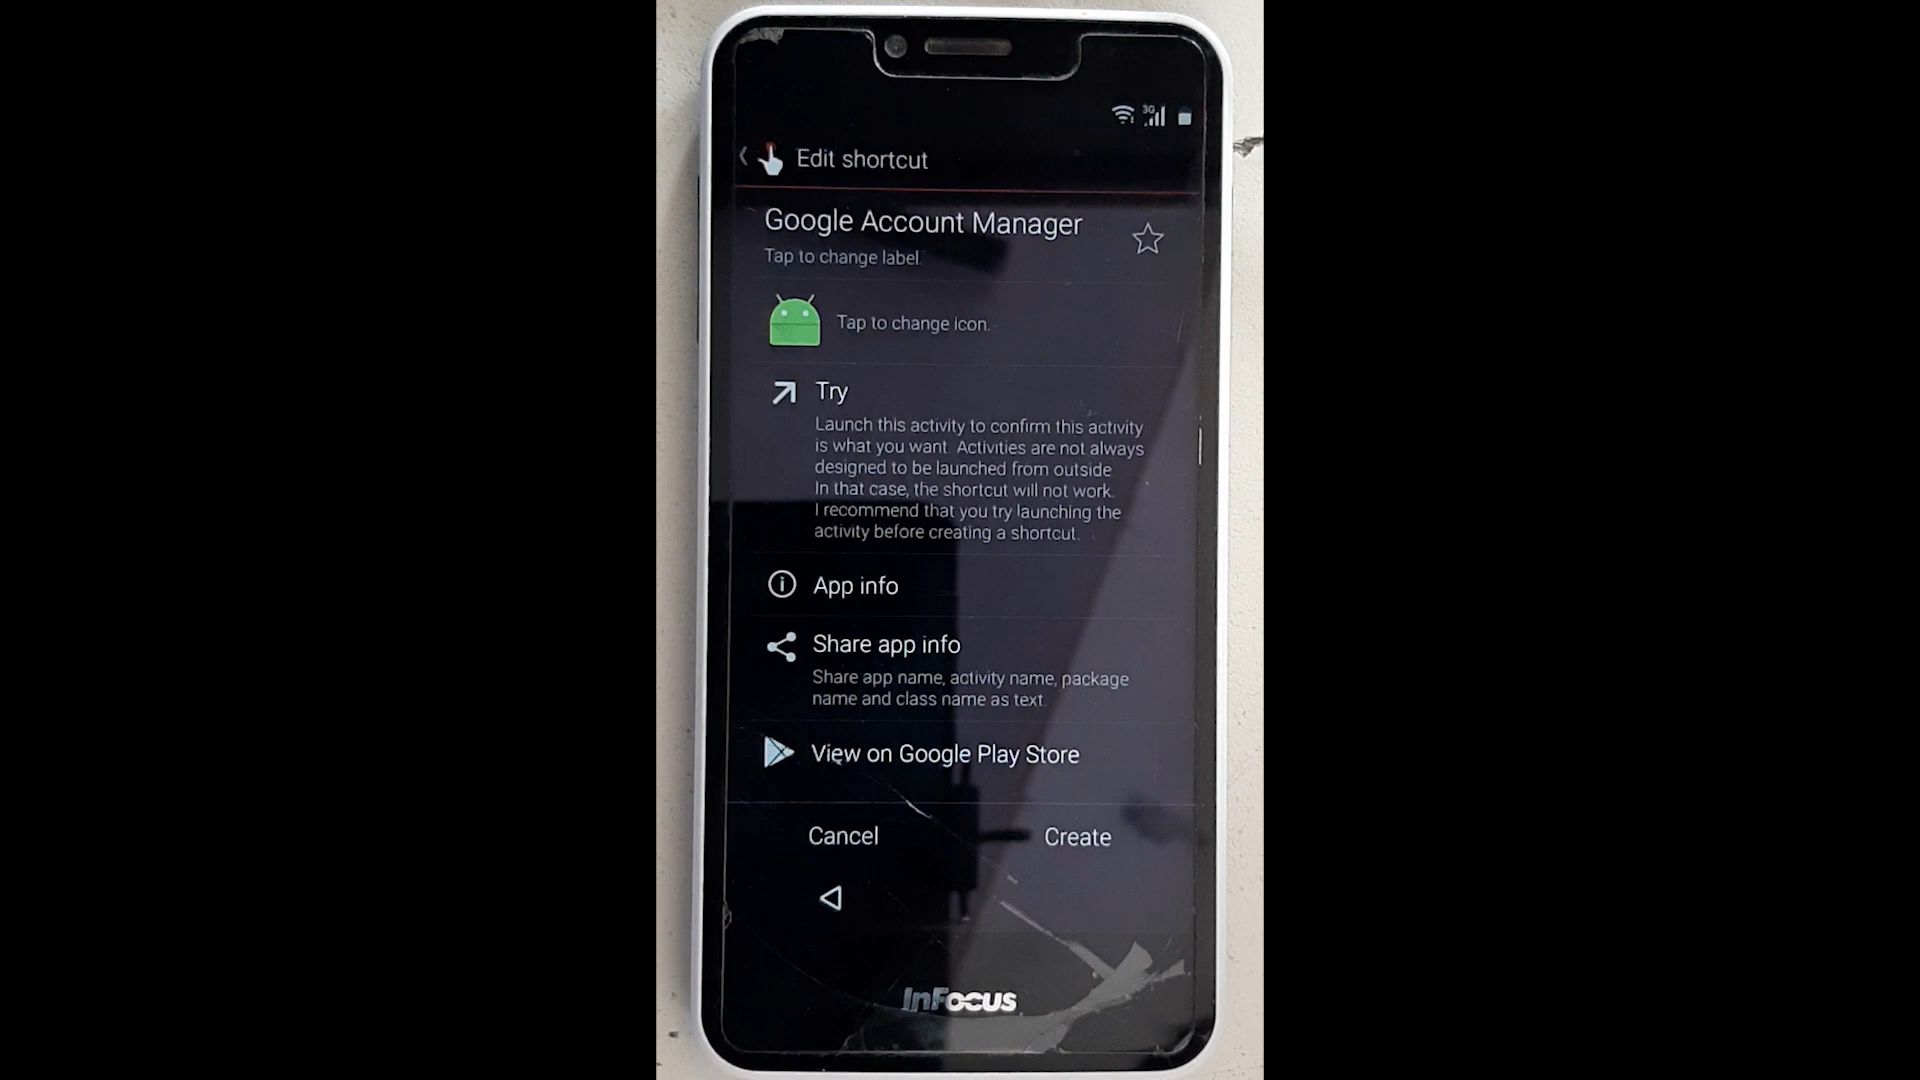 3G
Edit shortcut
Google Account Manager
Tap to change label.
Tap to change icon.
Try
Launch this activity to confirm this activity
is what you want. Activities are not always
designed to be launched from outside
In that case, the shortcut will not work.
I recommend that you try launching the
activity before creating a shortcut.
App info
Share app info
Share app name, activity name, package
name and class name as text.
View on Google Play Store
Cancel
Create
InFocus